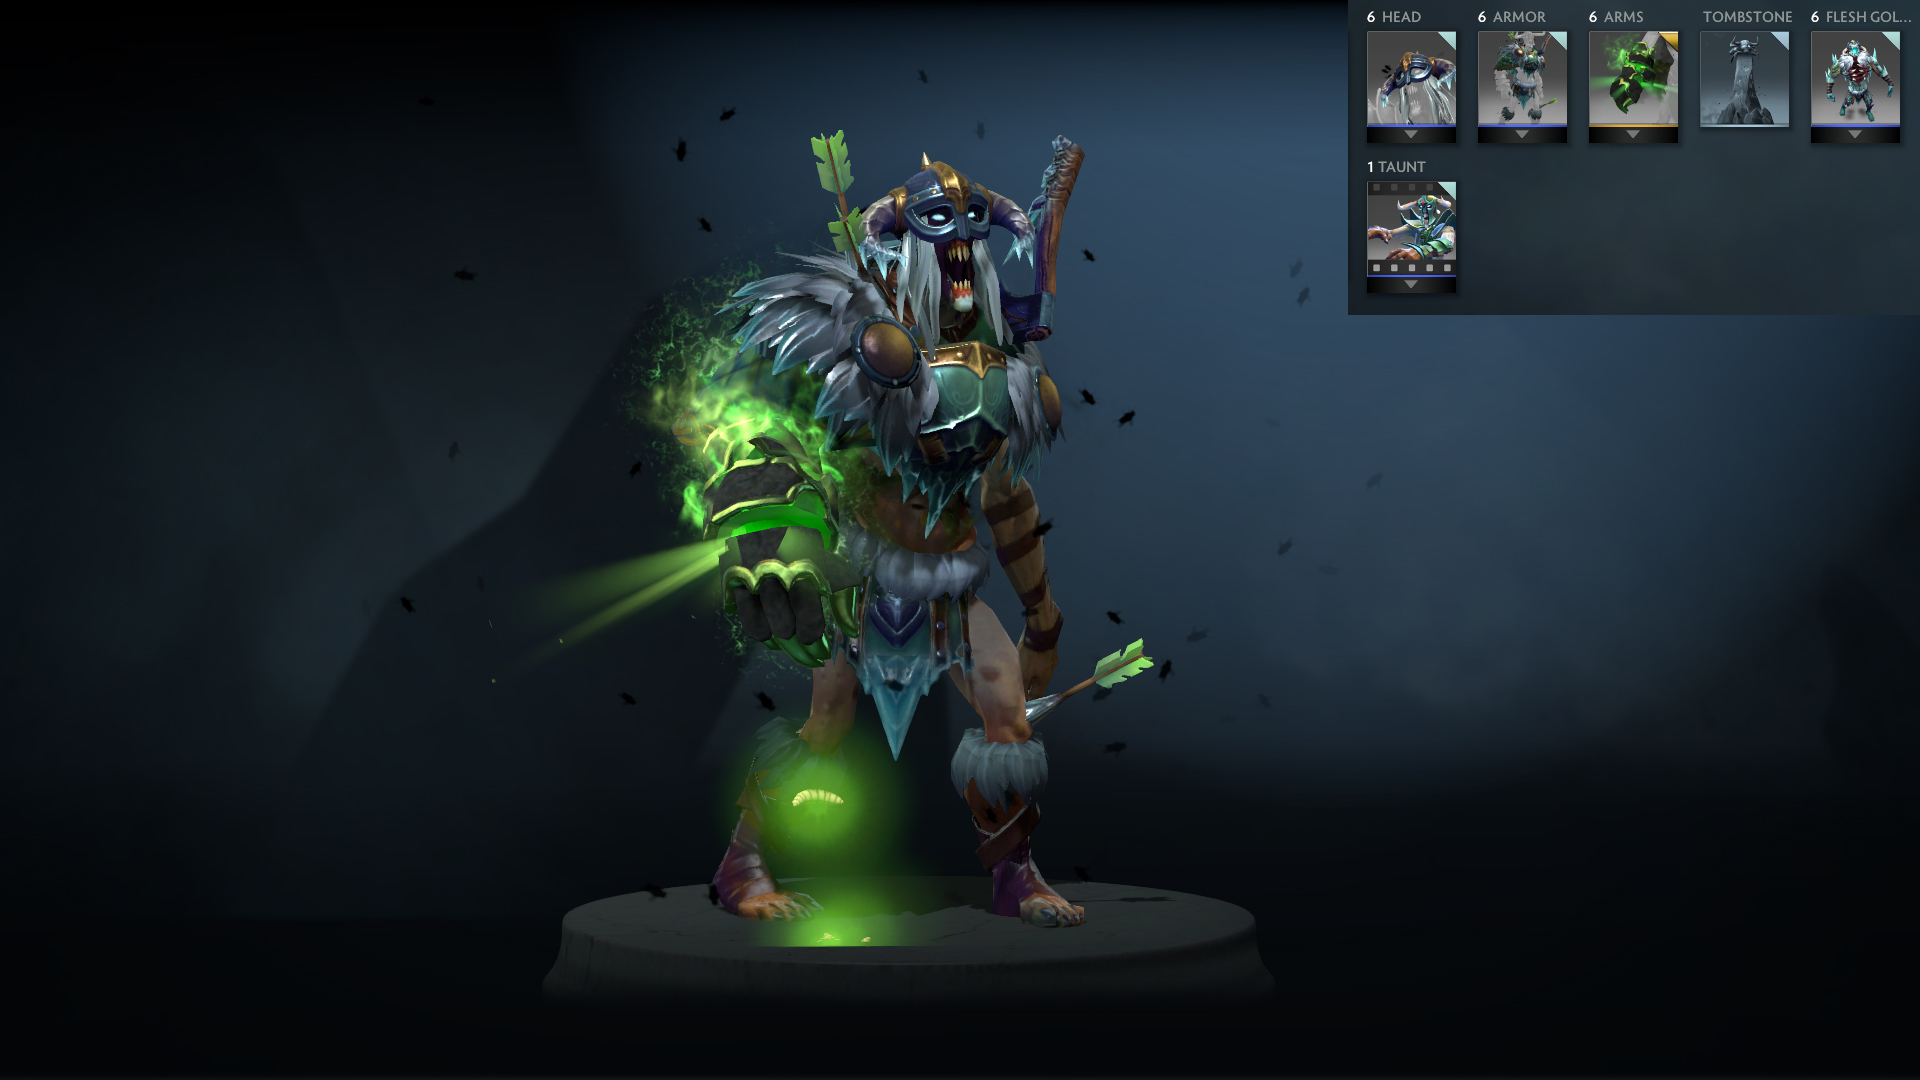 6 HEAD
6 ARMOR
6 ARMS
TOMBSTONE
6 FLESH GOL...
1 TAUNT